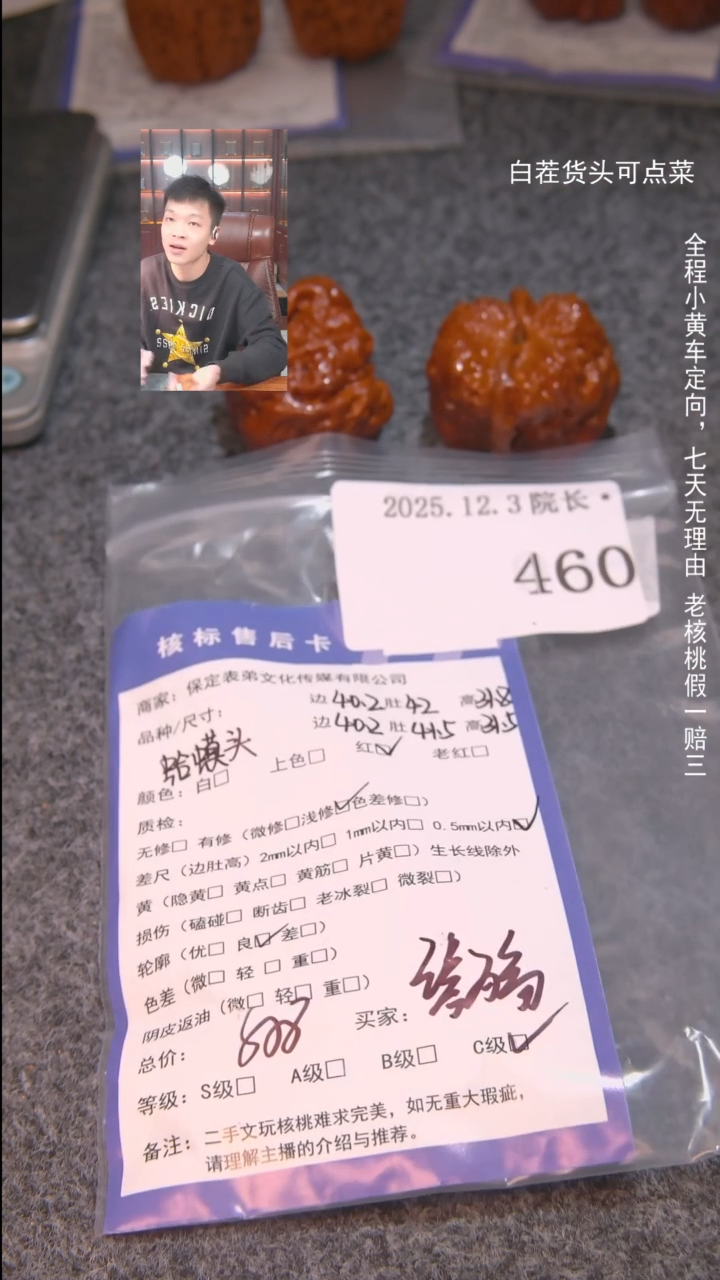 白茬货头可点菜
全程小黄车定向，七天无理由 老核桃假一赔三
DICKIES
2025.12.3院长
460
核标售后卡
商家：保定表弟文化传媒有限公司
品种/尺寸：
边40.2肚42 高31.8
边40.2肚41.5高31.5
蛤蟆头
颜色：白□ 上色□ 红☑ 老红□
质检：
无修□ 有修（微修□浅修☑色差修□）
差尺（边肚高）2mm以内□ 1mm以内□ 0.5mm以内☑
黄（隐黄□ 黄点□ 黄筋□ 片黄□）生长线除外
损伤（磕碰□ 断齿□ 老冰裂□ 微裂□）
轮廓（优□ 良☑差□）
色差（微□ 轻□ 重□）
阴皮返油（微□ 轻□ 重□）
总价：
买家：
等级：S级□ A级□ B级□ C级☑
备注：二手文玩核桃难求完美，如无重大瑕疵，
请理解主播的介绍与推荐。